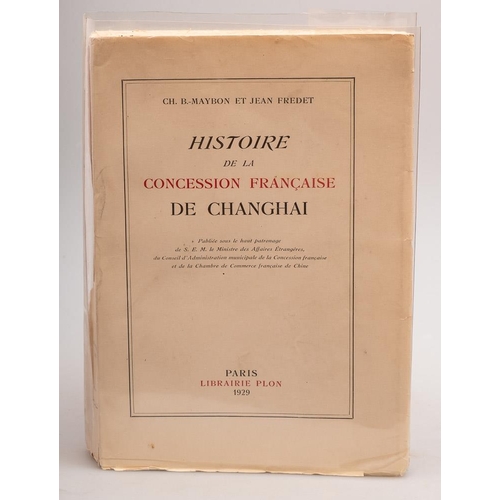 CH. B.-MAYBON ET JEAN FREDET
HISTOIRE
DE LA
CONCESSION FRANÇAISE
DE CHANGHAI
Publiée sous le haut patronage
de S. E. M. le Ministre des Affaires Étrangères,
du Conseil d'Administration municipale de la Concession française
et de la Chambre de Commerce française de Chine
PARIS
LIBRAIRIE PLON
1929